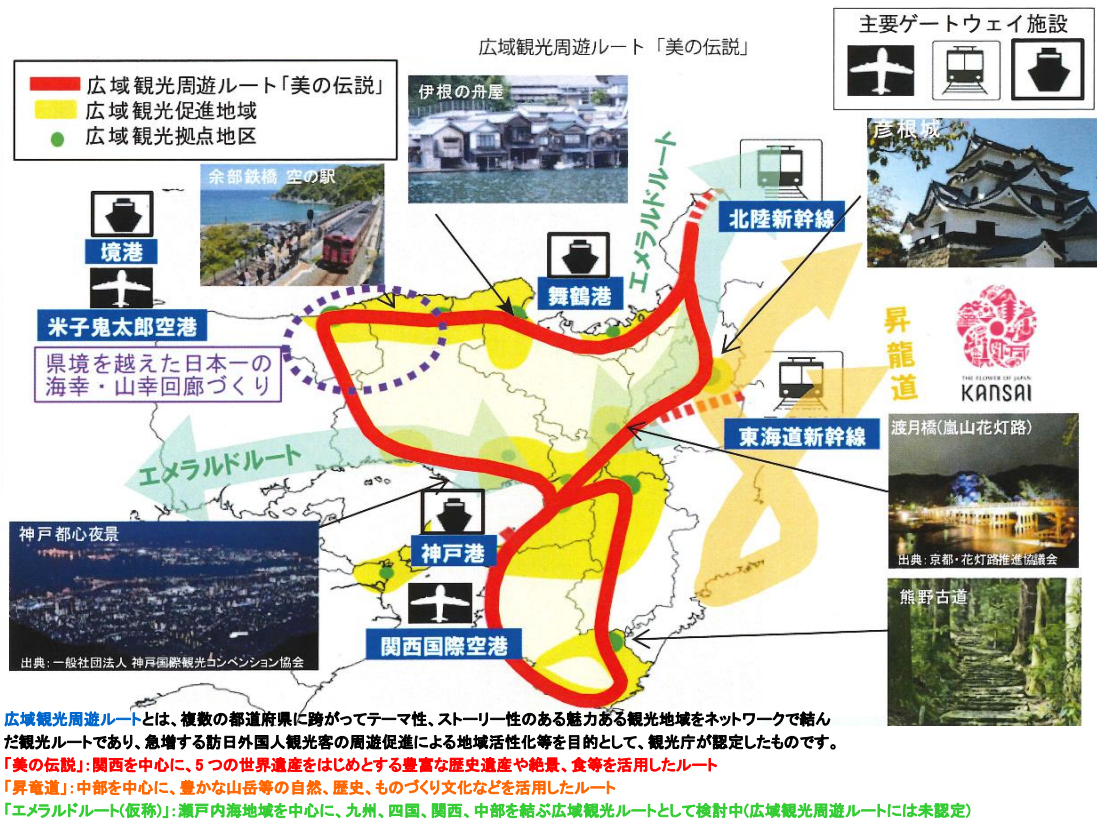 広域観光周遊ルート「美の伝説」
主要ゲートウェイ施設
広域観光周遊ルート「美の伝説」
広域観光促進地域
広域観光拠点地区
伊根の舟屋
彦根城
余部鉄橋 空の駅
エメラルドルート
北陸新幹線
境港
舞鶴港
米子鬼太郎空港
昇龍道
県境を越えた日本一の
海幸・山幸回廊づくり
THE FLOWER OF JAPAN
KANSAI
東海道新幹線
渡月橋(嵐山花灯路)
エメラルドルート
神戸都心夜景
神戸港
出典:京都・花灯路推進協議会
熊野古道
関西国際空港
出典:一般社団法人 神戸国際観光コンベンション協会
広域観光周遊ルートとは、複数の都道府県に跨がってテーマ性、ストーリー性のある魅力ある観光地域をネットワークで結ん
だ観光ルートであり、急増する訪日外国人観光客の周遊促進による地域活性化等を目的として、観光庁が認定したものです。
「美の伝説」:関西を中心に、5つの世界遺産をはじめとする豊富な歴史遺産や絶景、食等を活用したルート
「昇竜道」:中部を中心に、豊かな山岳等の自然、歴史、ものづくり文化などを活用したルート
「エメラルドルート(仮称)」:瀬戸内海地域を中心に、九州、四国、関西、中部を結ぶ広域観光ルートとして検討中(広域観光周遊ルートには未認定)